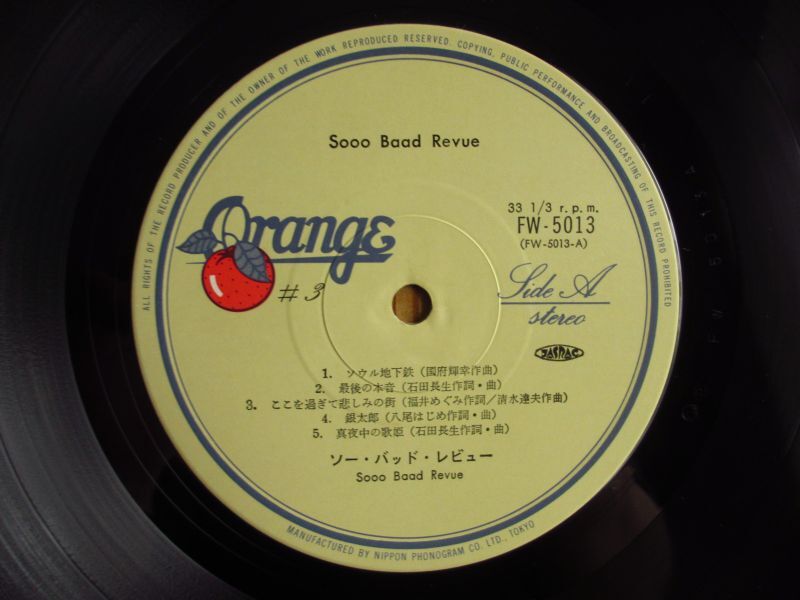 ALL RIGHTS OF THE RECORD PRODUCER AND OF THE OWNER OF THE WORK REPRODUCED RESERVED. COPYING, PUBLIC PERFORMANCE AND BROADCASTING OF THIS RECORD PROHIBITED
Sooo Baad Revue
Orange
#3
33 1/3 r.p.m.
FW-5013
(FW-5013-A)
Side A
stereo
JASRAC
1. ソウル地下鉄(國府輝幸作曲)
2. 最後の本音(石田長生作詞・曲)
3. ここを過ぎて悲しみの街(福井めぐみ作詞/清水達夫作曲)
4. 銀太郎(八尾はじめ作詞・曲)
5. 真夜中の歌姫(石田長生作詞・曲)
ソー・バッド・レビュー
Sooo Baad Revue
MANUFACTURED BY NIPPON PHONOGRAM CO. LTD., TOKYO